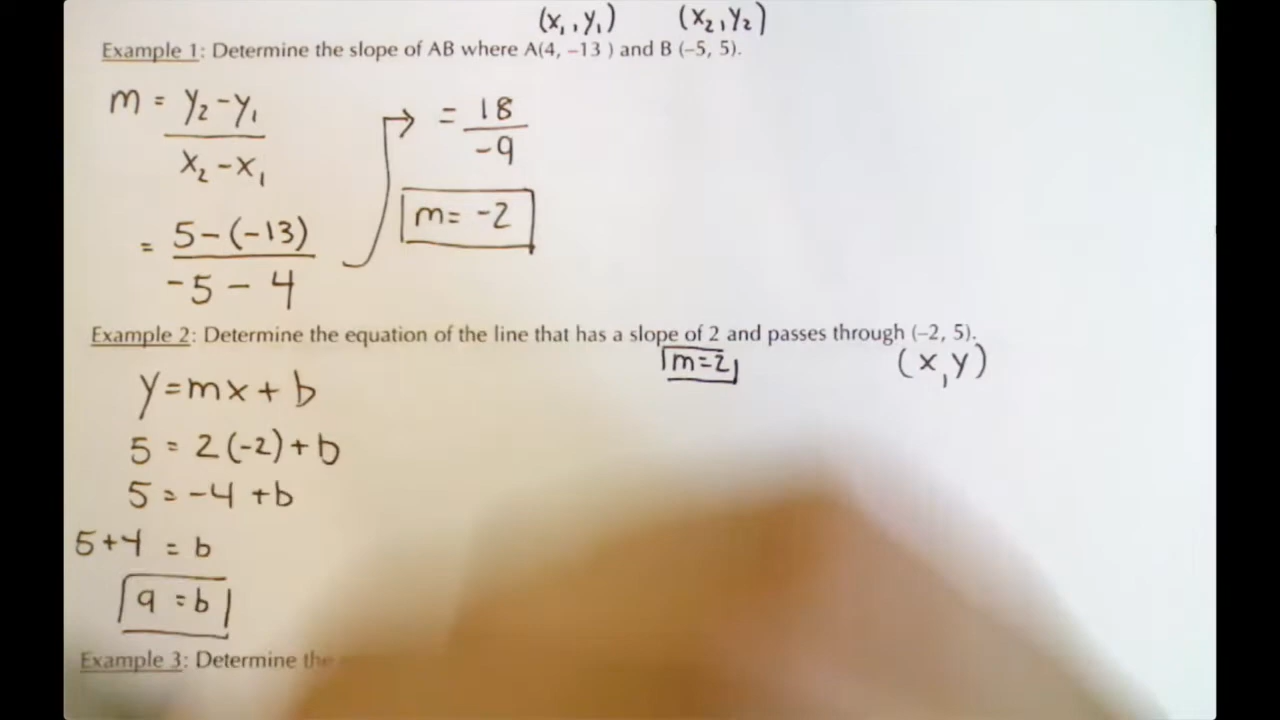 (x₁, y₁) (x₂, y₂)
Example 1: Determine the slope of AB where A(4, –13 ) and B (–5, 5).
m = y₂ - y₁ / x₂ - x₁
= 5 - (-13) / -5 - 4
= 18 / -9
m = -2
Example 2: Determine the equation of the line that has a slope of 2 and passes through (–2, 5).
m=2 (x, y)
y = mx + b
5 = 2(-2) + b
5 = -4 + b
5+4 = b
9 = b
Example 3: Determine the